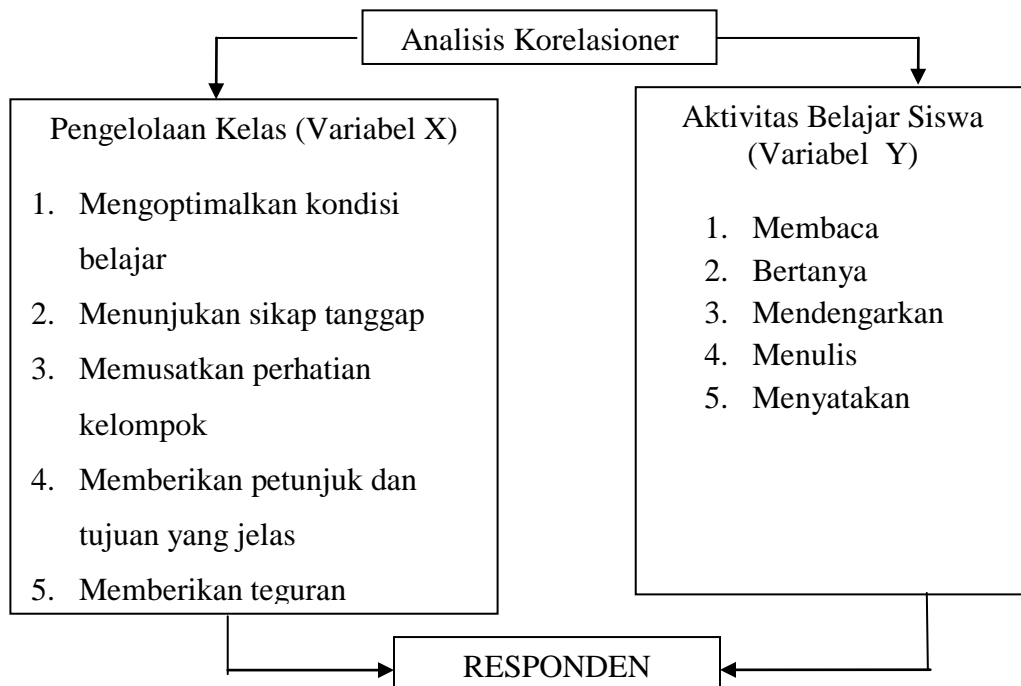 Analisis Korelasioner
Pengelolaan Kelas (Variabel X)
1. Mengoptimalkan kondisi
belajar
2. Menunjukan sikap tanggap
3. Memusatkan perhatian
kelompok
4. Memberikan petunjuk dan
tujuan yang jelas
5. Memberikan teguran
Aktivitas Belajar Siswa
(Variabel Y)
1. Membaca
2. Bertanya
3. Mendengarkan
4. Menulis
5. Menyatakan
RESPONDEN